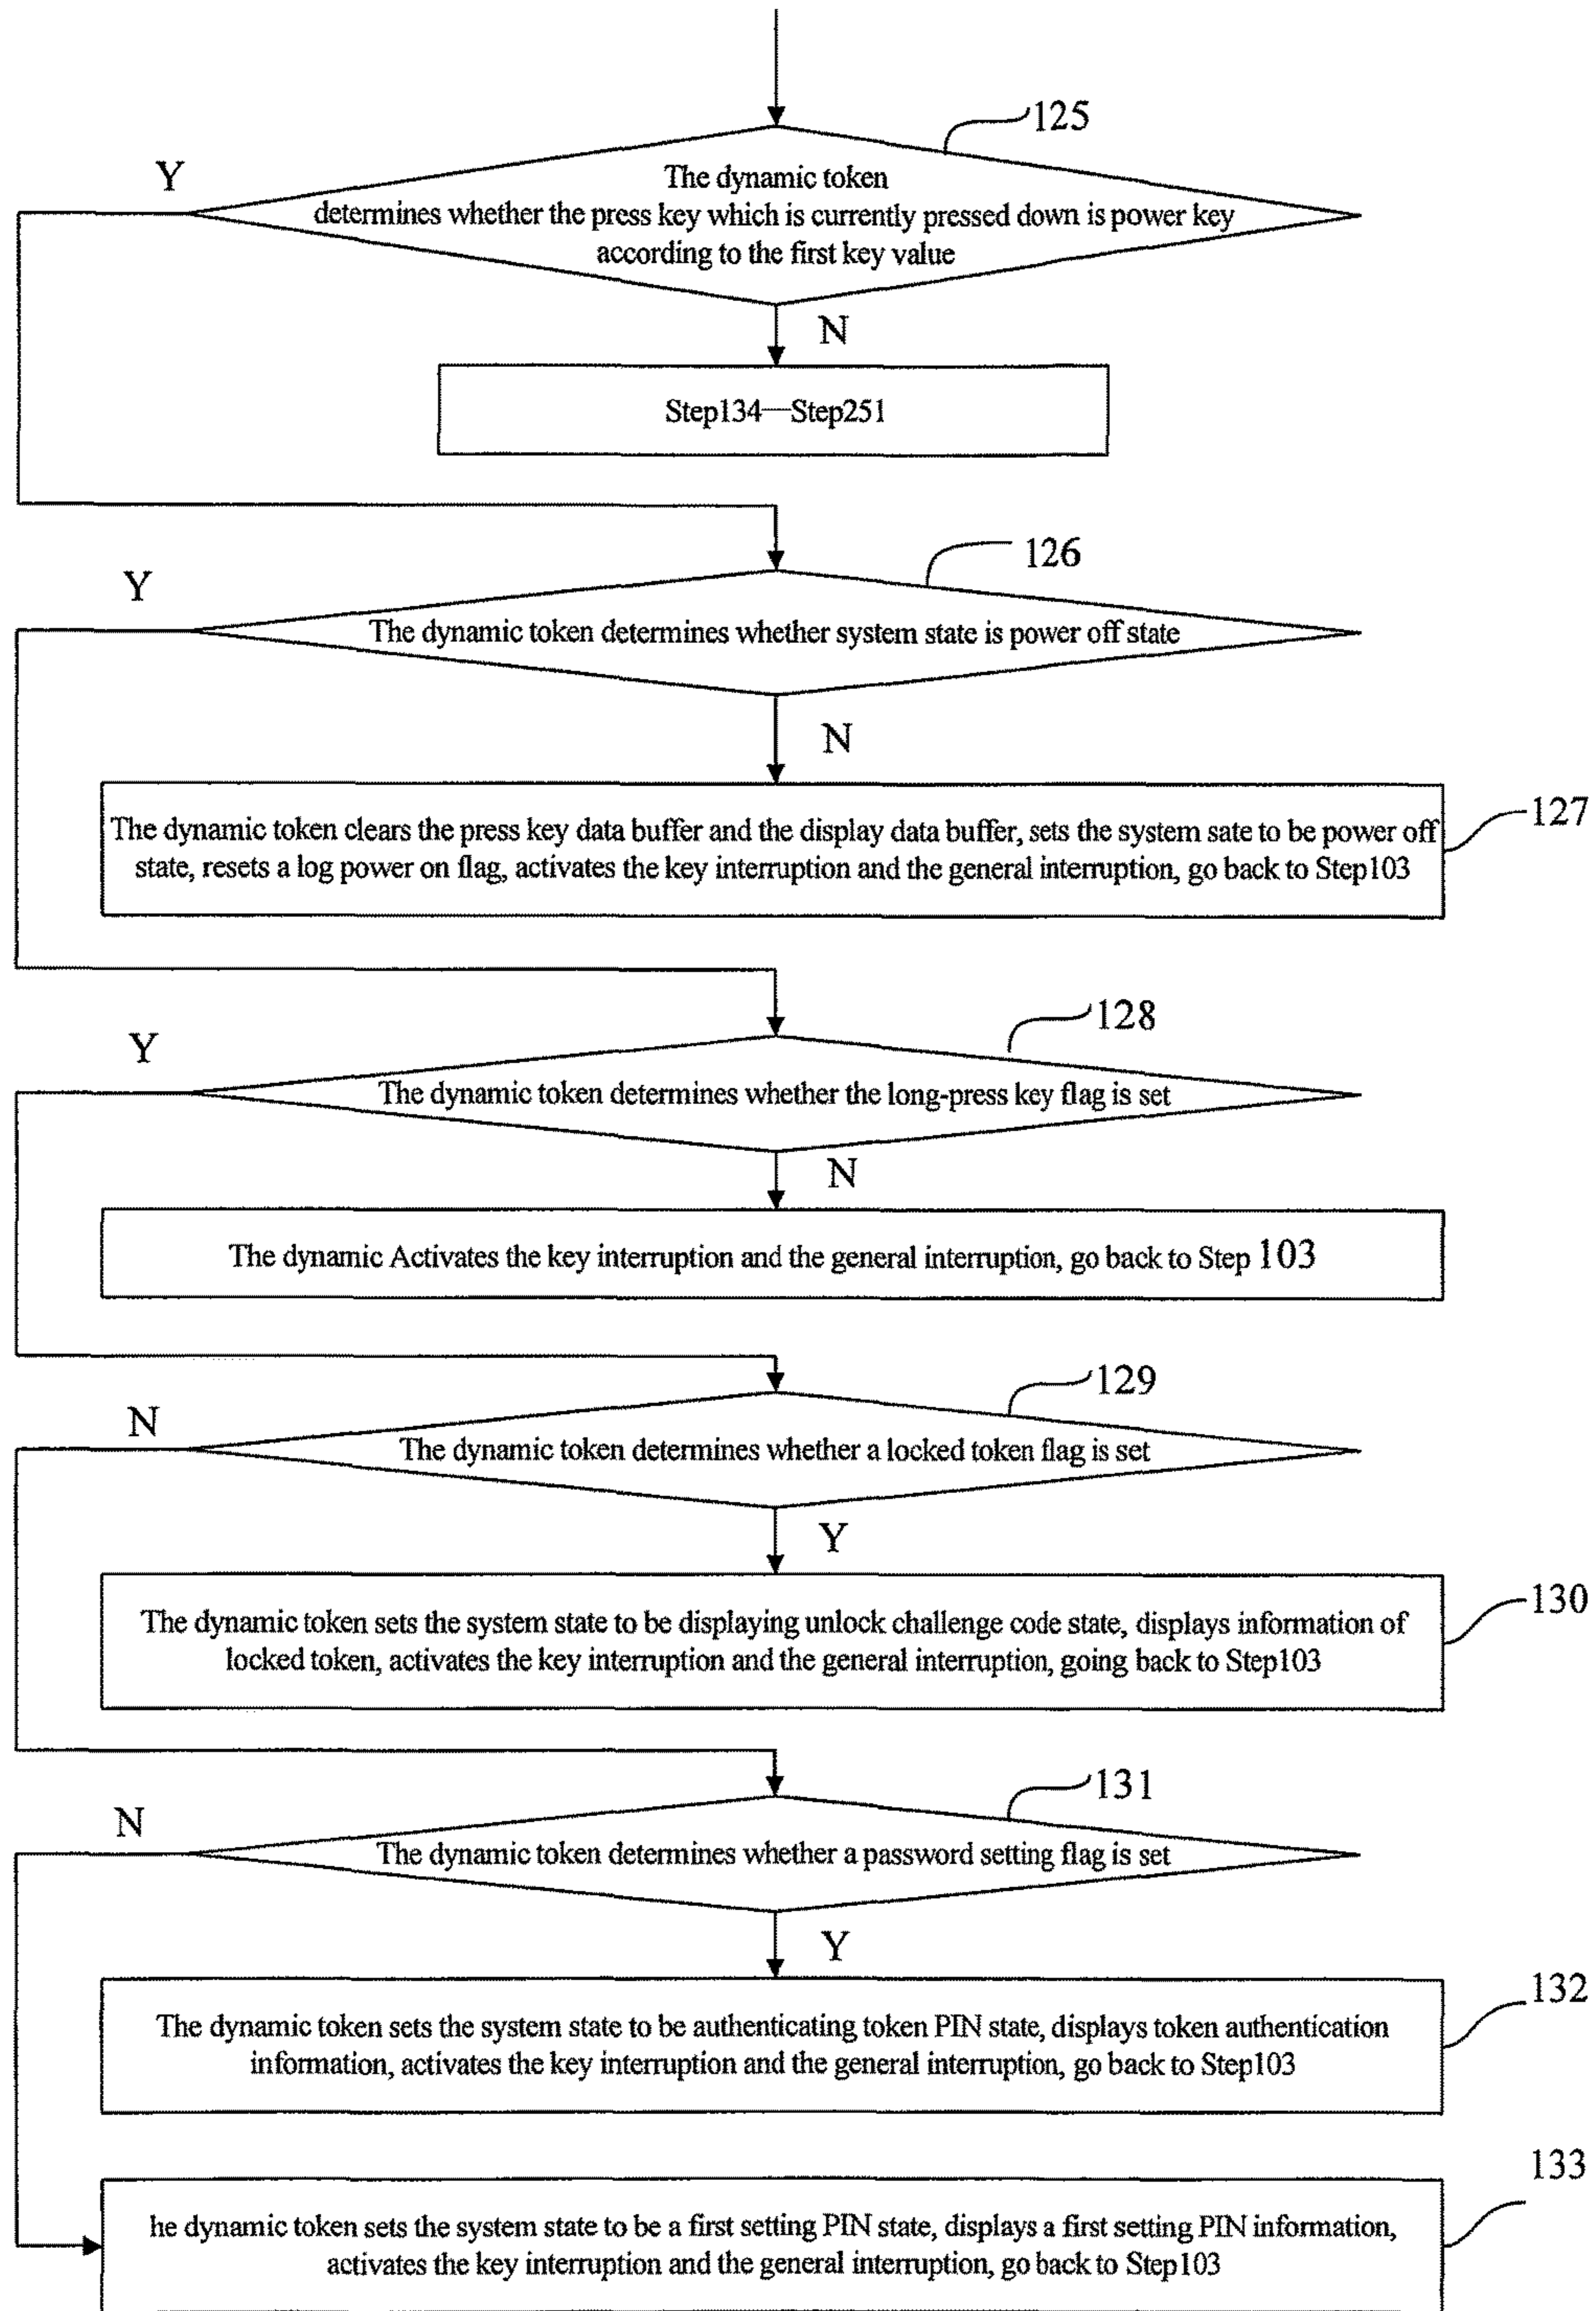 125
Y
The dynamic token
determines whether the press key which is currently pressed down is power key
according to the first key value
N
Step134—Step251
126
Y
The dynamic token determines whether system state is power off state
N
127
The dynamic token clears the press key data buffer and the display data buffer, sets the system sate to be power off
state, resets a log power on flag, activates the key interruption and the general interruption, go back to Step103
128
Y
The dynamic token determines whether the long-press key flag is set
N
The dynamic Activates the key interruption and the general interruption, go back to Step 103
129
N
The dynamic token determines whether a locked token flag is set
Y
130
The dynamic token sets the system state to be displaying unlock challenge code state, displays information of
locked token, activates the key interruption and the general interruption, going back to Step103
131
N
The dynamic token determines whether a password setting flag is set
Y
132
The dynamic token sets the system state to be authenticating token PIN state, displays token authentication
information, activates the key interruption and the general interruption, go back to Step103
133
he dynamic token sets the system state to be a first setting PIN state, displays a first setting PIN information,
activates the key interruption and the general interruption, go back to Step103